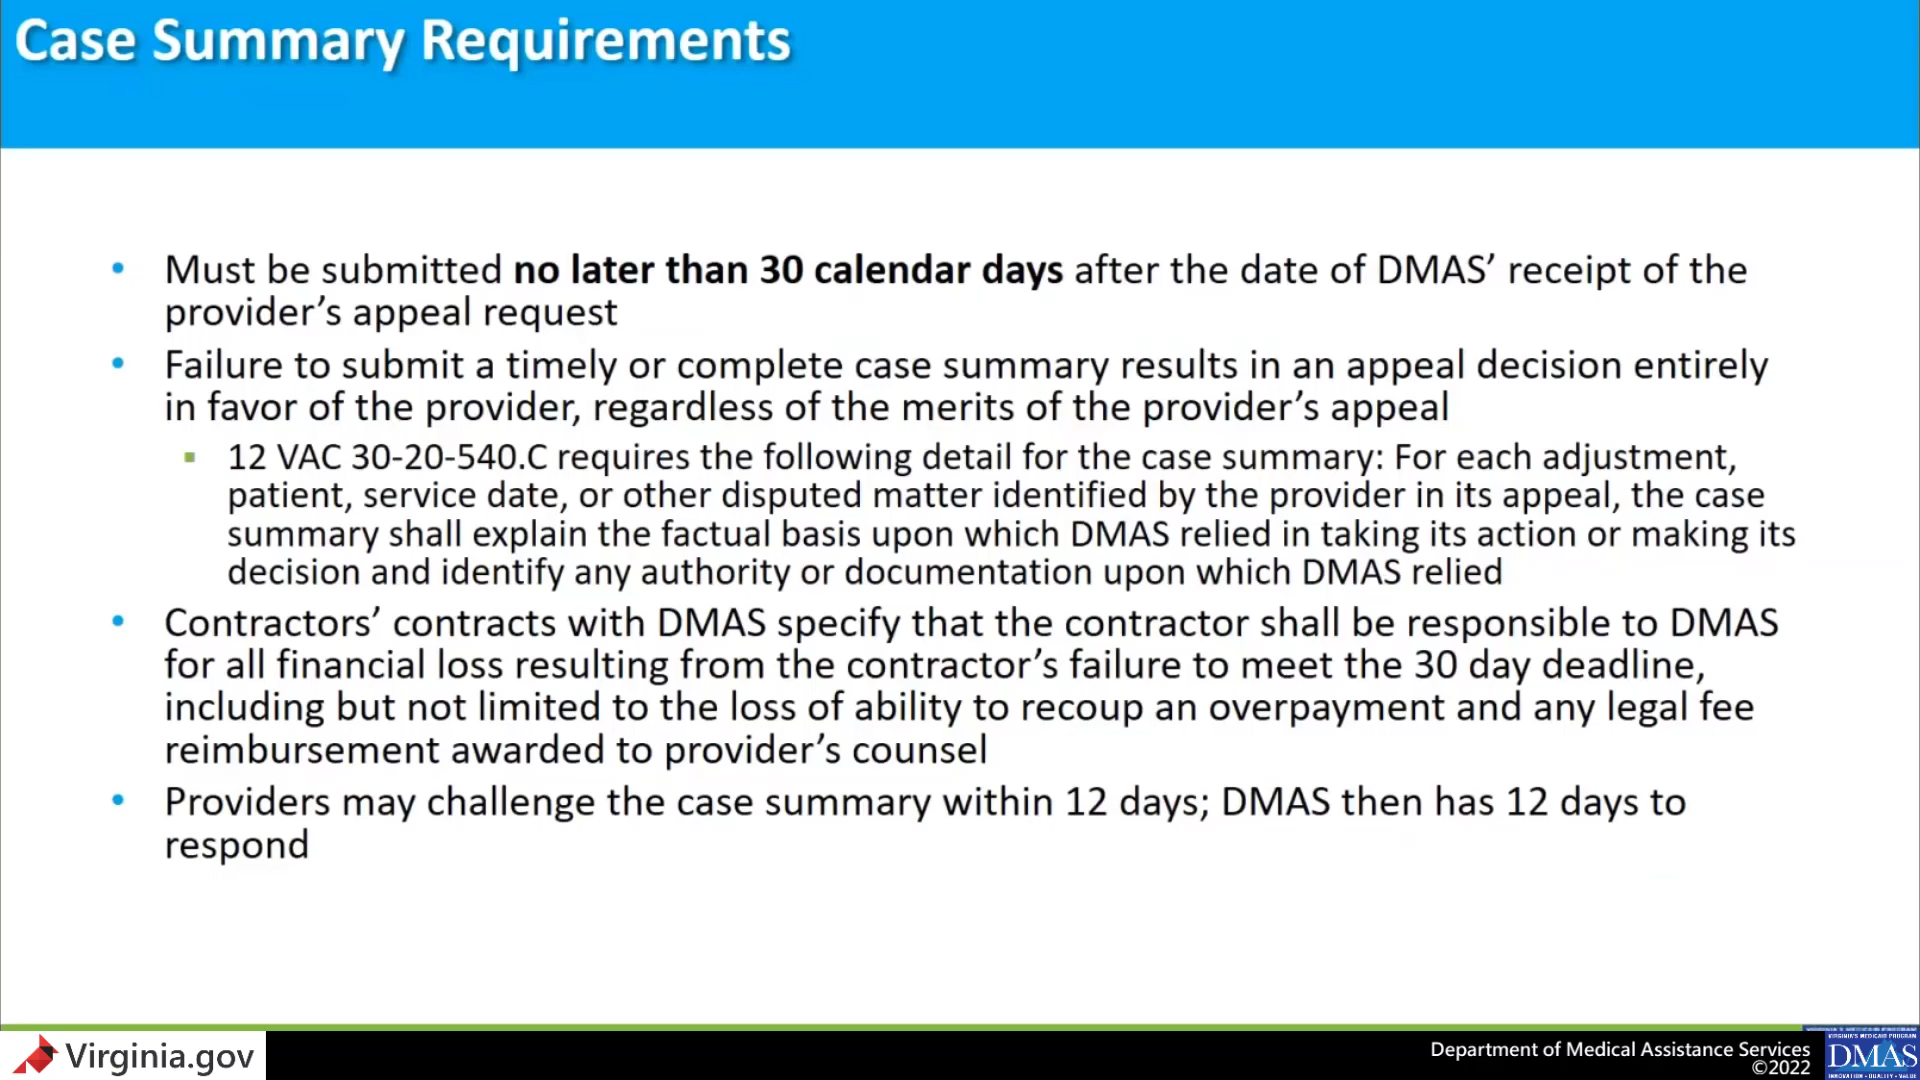 Case Summary Requirements
• Must be submitted no later than 30 calendar days after the date of DMAS’ receipt of the
provider’s appeal request
• Failure to submit a timely or complete case summary results in an appeal decision entirely
in favor of the provider, regardless of the merits of the provider’s appeal
▪ 12 VAC 30-20-540.C requires the following detail for the case summary: For each adjustment,
patient, service date, or other disputed matter identified by the provider in its appeal, the case
summary shall explain the factual basis upon which DMAS relied in taking its action or making its
decision and identify any authority or documentation upon which DMAS relied
• Contractors’ contracts with DMAS specify that the contractor shall be responsible to DMAS
for all financial loss resulting from the contractor’s failure to meet the 30 day deadline,
including but not limited to the loss of ability to recoup an overpayment and any legal fee
reimbursement awarded to provider’s counsel
• Providers may challenge the case summary within 12 days; DMAS then has 12 days to
respond
Virginia.gov
Department of Medical Assistance Services
©2022
VIRGINIA'S MEDICAID PROGRAM
DMAS
INNOVATION • QUALITY • VALUE